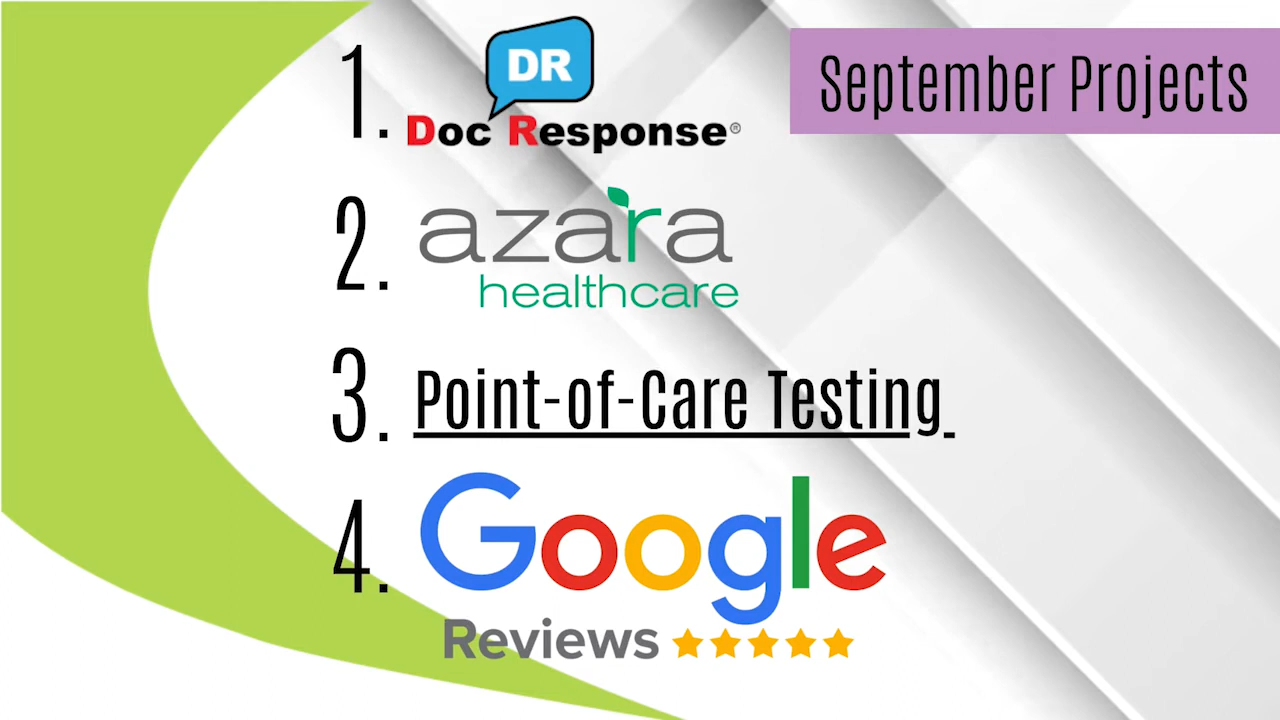 September Projects
1.
DR
Doc Response®
2.
azara
healthcare
3. Point-of-Care Testing
4.
Google
Reviews